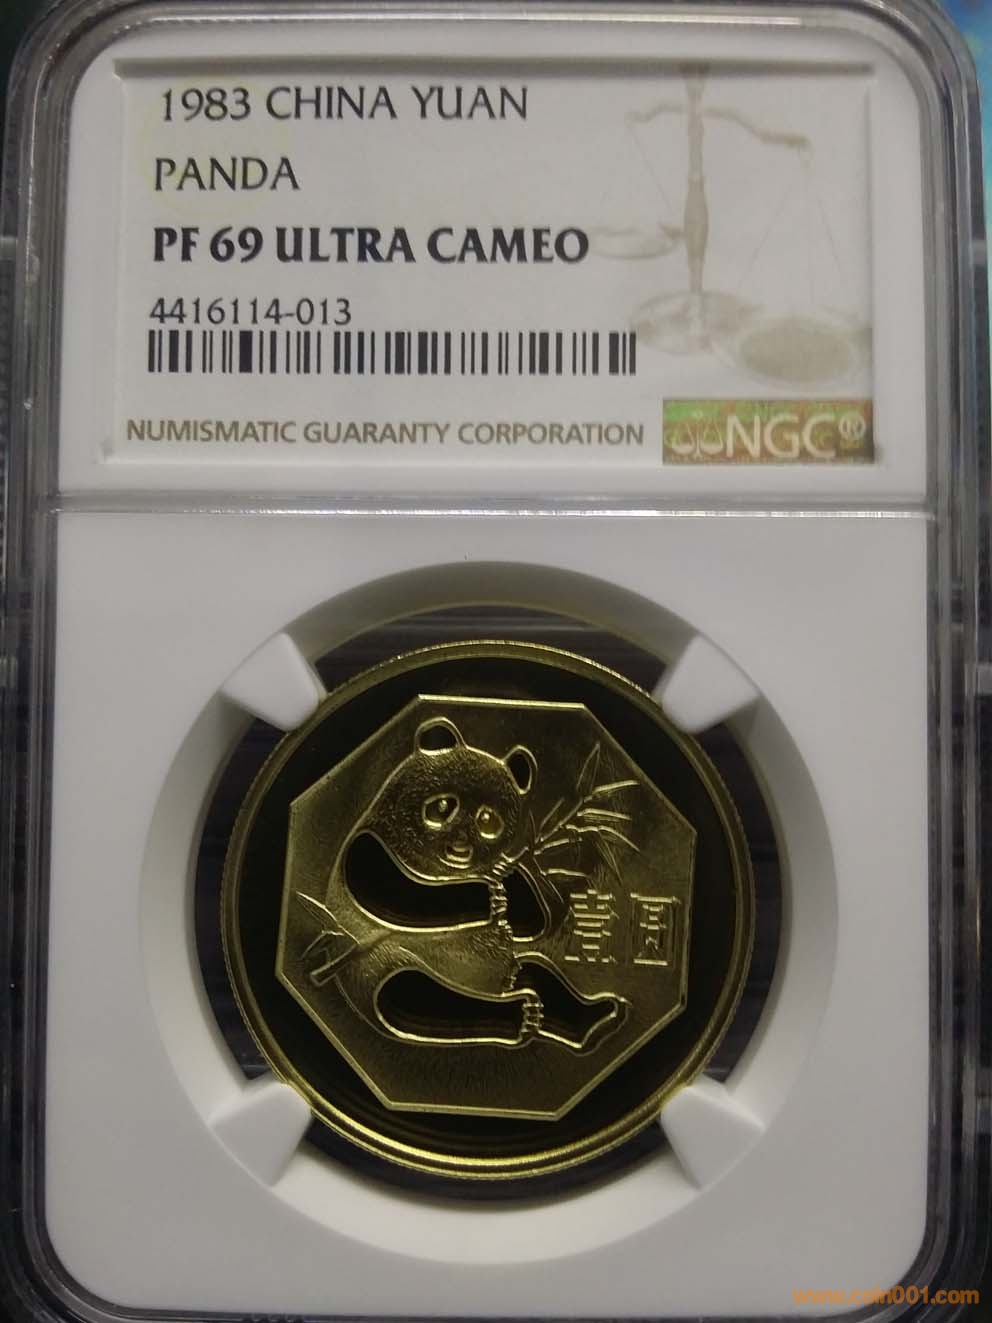 1983 CHINA YUAN
PANDA
PF 69 ULTRA CAMEO
4416114-013
NUMISMATIC GUARANTY CORPORATION
NGC®
壹圆
www.coin001.com